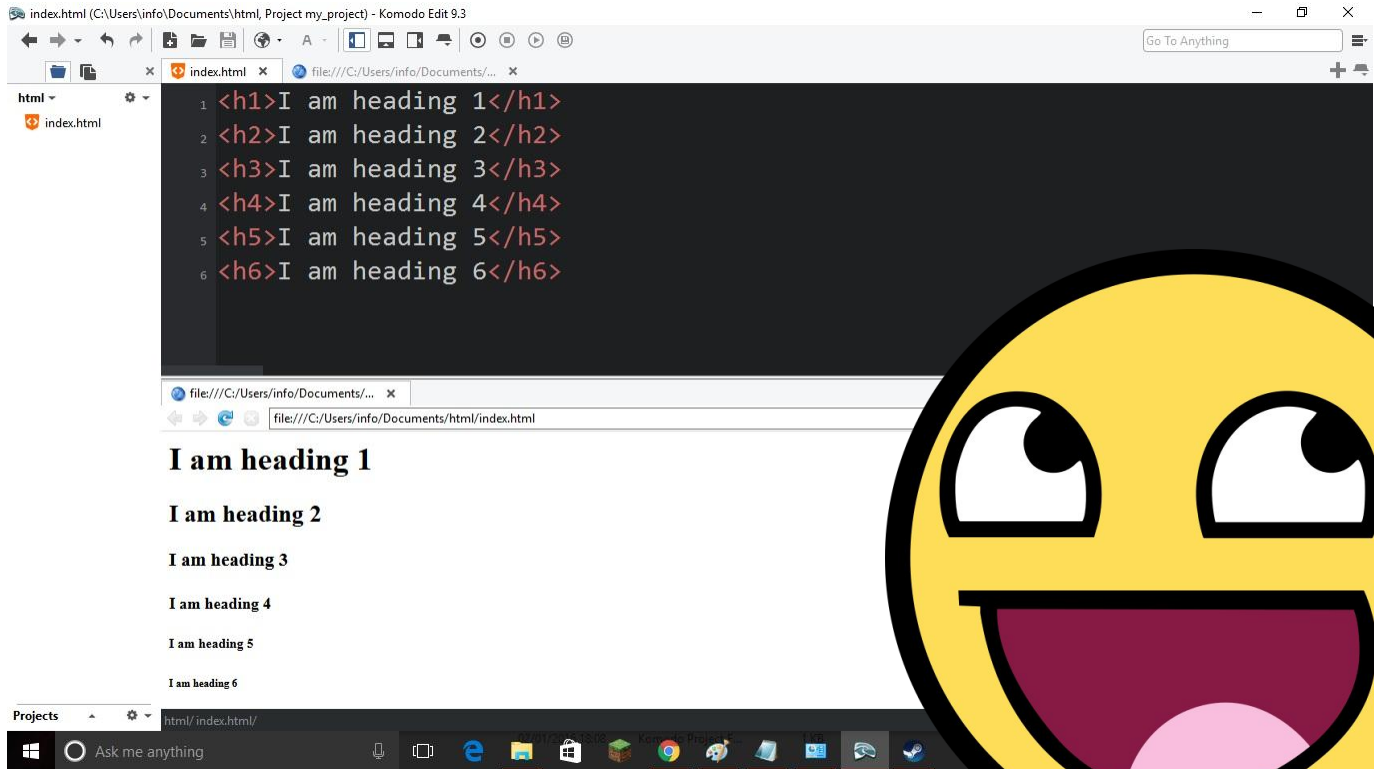 index.html (C:\Users\info\Documents\html, Project my_project) - Komodo Edit 9.3
Go To Anything
index.html
file:///C:/Users/info/Documents/...
html
index.html
1 <h1>I am heading 1</h1>
2 <h2>I am heading 2</h2>
3 <h3>I am heading 3</h3>
4 <h4>I am heading 4</h4>
5 <h5>I am heading 5</h5>
6 <h6>I am heading 6</h6>
file:///C:/Users/info/Documents/...
file:///C:/Users/info/Documents/html/index.html
I am heading 1
I am heading 2
I am heading 3
I am heading 4
I am heading 5
I am heading 6
Projects
html/ index.html/
Ask me anything
Komodo Project
1 KB